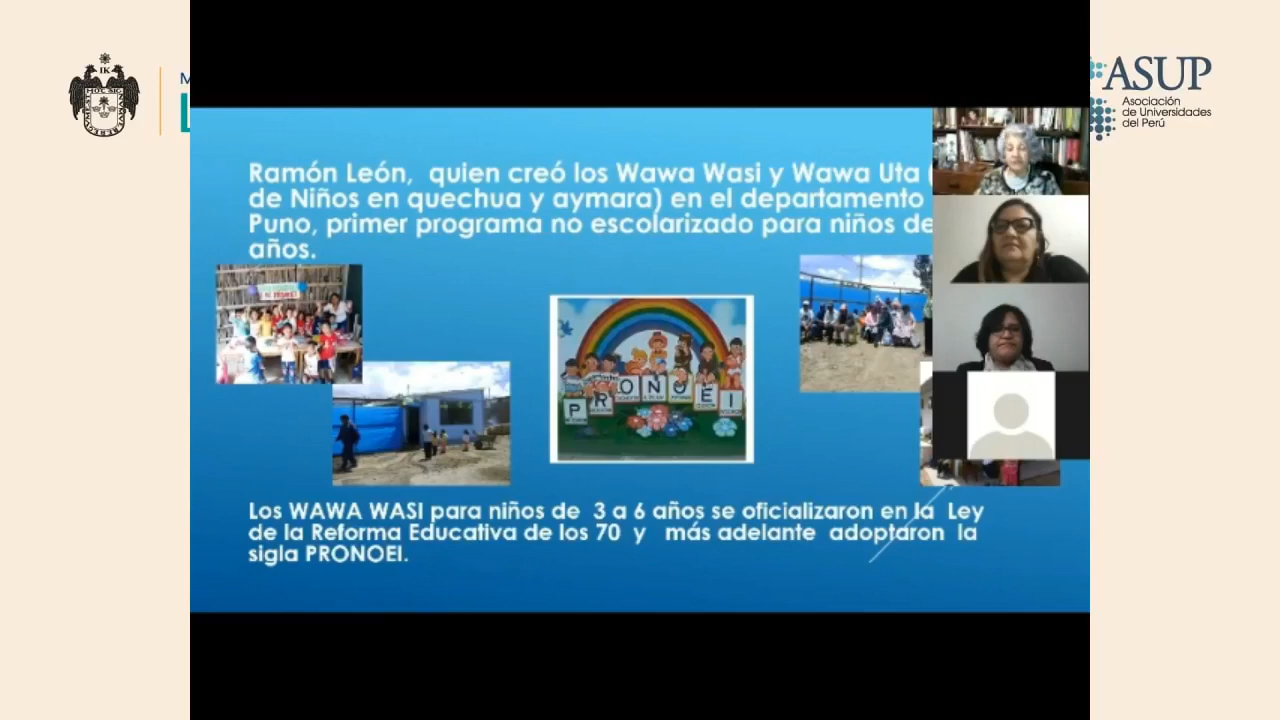 ASUP
Asociación
de Universidades
del Perú
Ramón León, quien creó los Wawa Wasi y Wawa Uta
de Niños en quechua y aymara) en el departamento
Puno, primer programa no escolarizado para niños de
años.
PRONOEI
Los WAWA WASI para niños de 3 a 6 años se oficializaron en la Ley
de la Reforma Educativa de los 70 y más adelante adoptaron la
sigla PRONOEI.